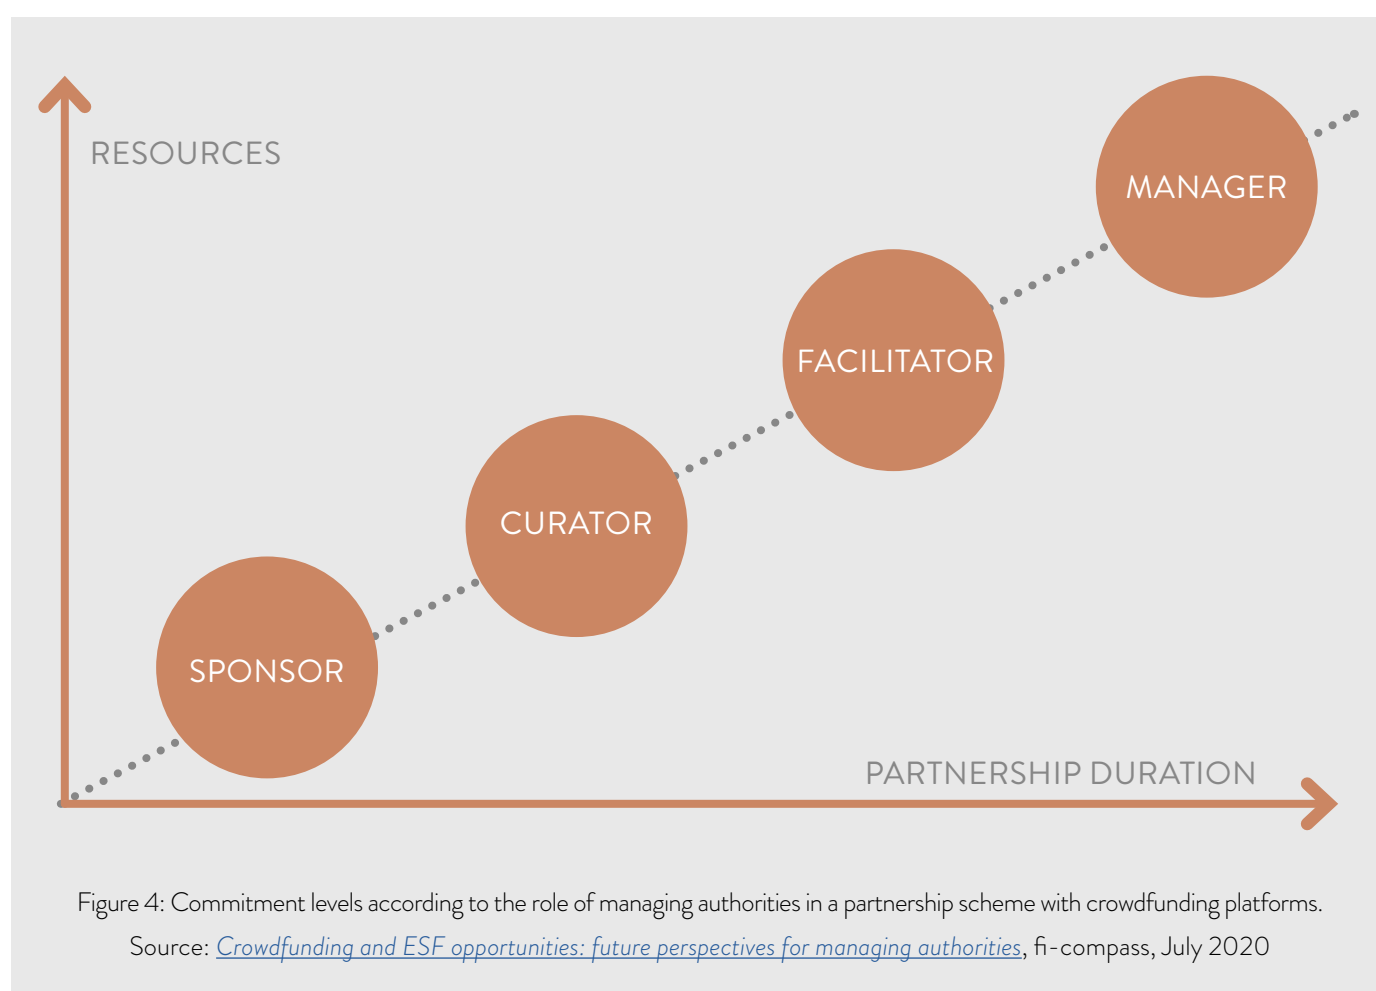 RESOURCES
MANAGER
FACILITATOR
CURATOR
SPONSOR
PARTNERSHIP DURATION
Figure 4: Commitment levels according to the role of managing authorities in a partnership scheme with crowdfunding platforms.
Source: Crowdfunding and ESF opportunities: future perspectives for managing authorities, fi-compass, July 2020